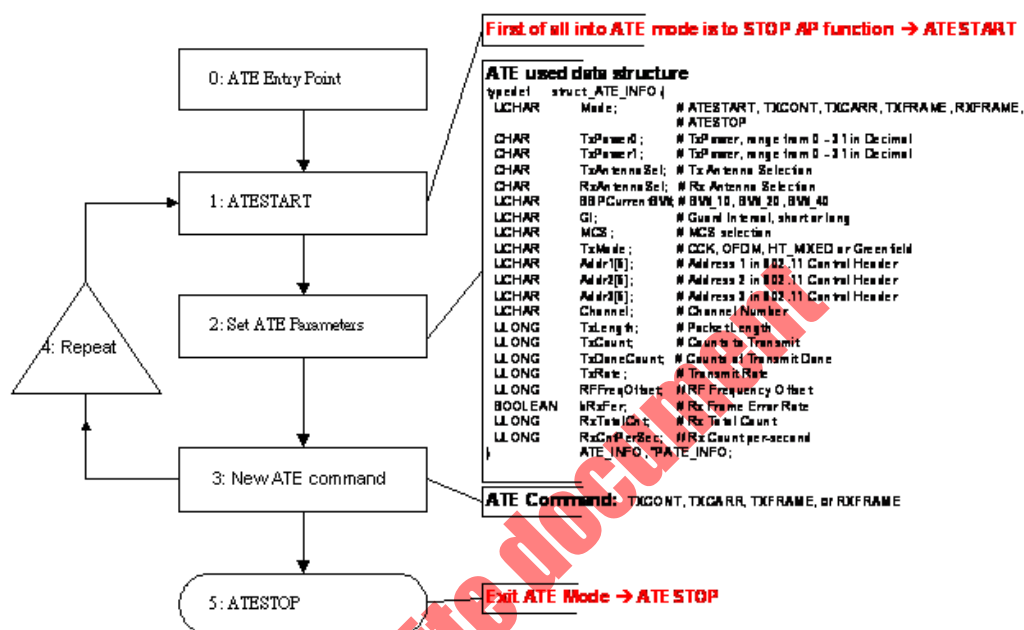 First of all into ATE mode is to STOP AP function → ATESTART
0: ATE Entry Point
1: ATESTART
2: Set ATE Parameters
3: New ATE command
4: Repeat
5: ATESTOP
ATE used data structure
typedef struct_ATE_INFO {
UCHAR Mode; # ATESTART, TXCONT, TXCARR, TXFRAME, RXFRAME,
# ATESTOP
CHAR TxPower0; # TxPower, range from 0 ~ 31 in Decimal
CHAR TxPower1; # TxPower, range from 0 ~ 31 in Decimal
CHAR TxAntennaSel; # Tx Antenna Selection
CHAR RxAntennaSel; # Rx Antenna Selection
UCHAR BBPCurrentBW; # BW_10, BW_20, BW_40
UCHAR GI; # Guard Interval, short or long
UCHAR MCS; # MCS selection
UCHAR TxMode; # CCK, OFDM, HT_MIXED or Greenfield
UCHAR Addr1[6]; # Address 1 in 802.11 Control Header
UCHAR Addr2[6]; # Address 2 in 802.11 Control Header
UCHAR Addr3[6]; # Address 3 in 802.11 Control Header
UCHAR Channel; # Channel Number
ULONG TxLength; # Packet Length
ULONG TxCount; # Counts to Transmit
ULONG TxDoneCount; # Counts of Transmit Done
ULONG TxRate; # Transmit Rate
ULONG RFFreqOffset; # RF Frequency Offset
BOOLEAN bRxFer; # Rx Frame Error Rate
ULONG RxTotalCnt; # Rx Total Count
ULONG RxCntPerSec; # Rx Count per-second
} ATE_INFO, *PATE_INFO;
ATE Command: TXCONT, TXCARR, TXFRAME, or RXFRAME
Exit ATE Mode → ATESTOP
document